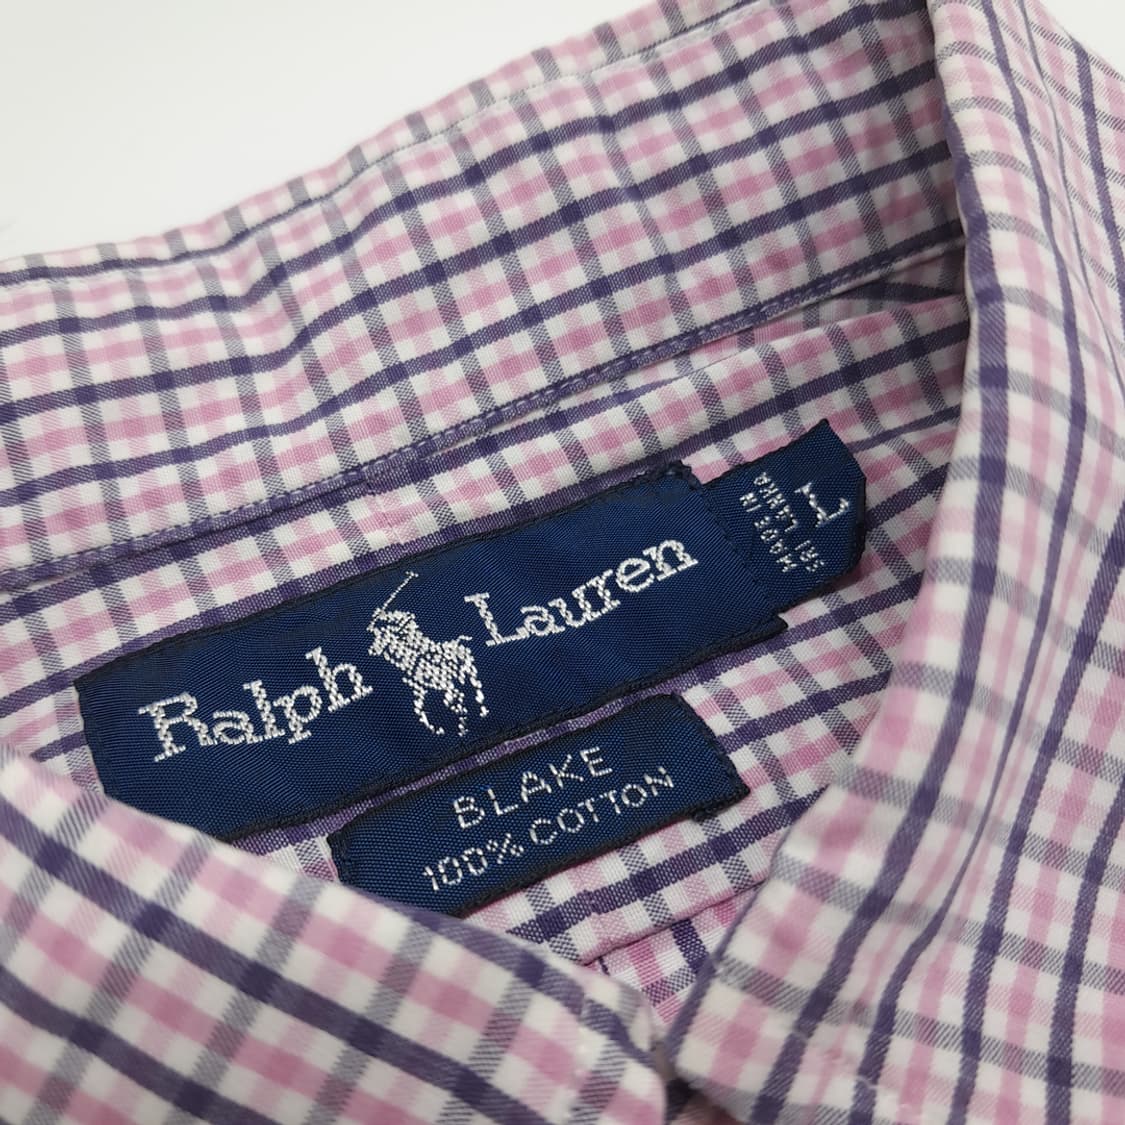 Ralph Lauren
L
MADE IN
SRI LANKA
BLAKE
100% COTTON